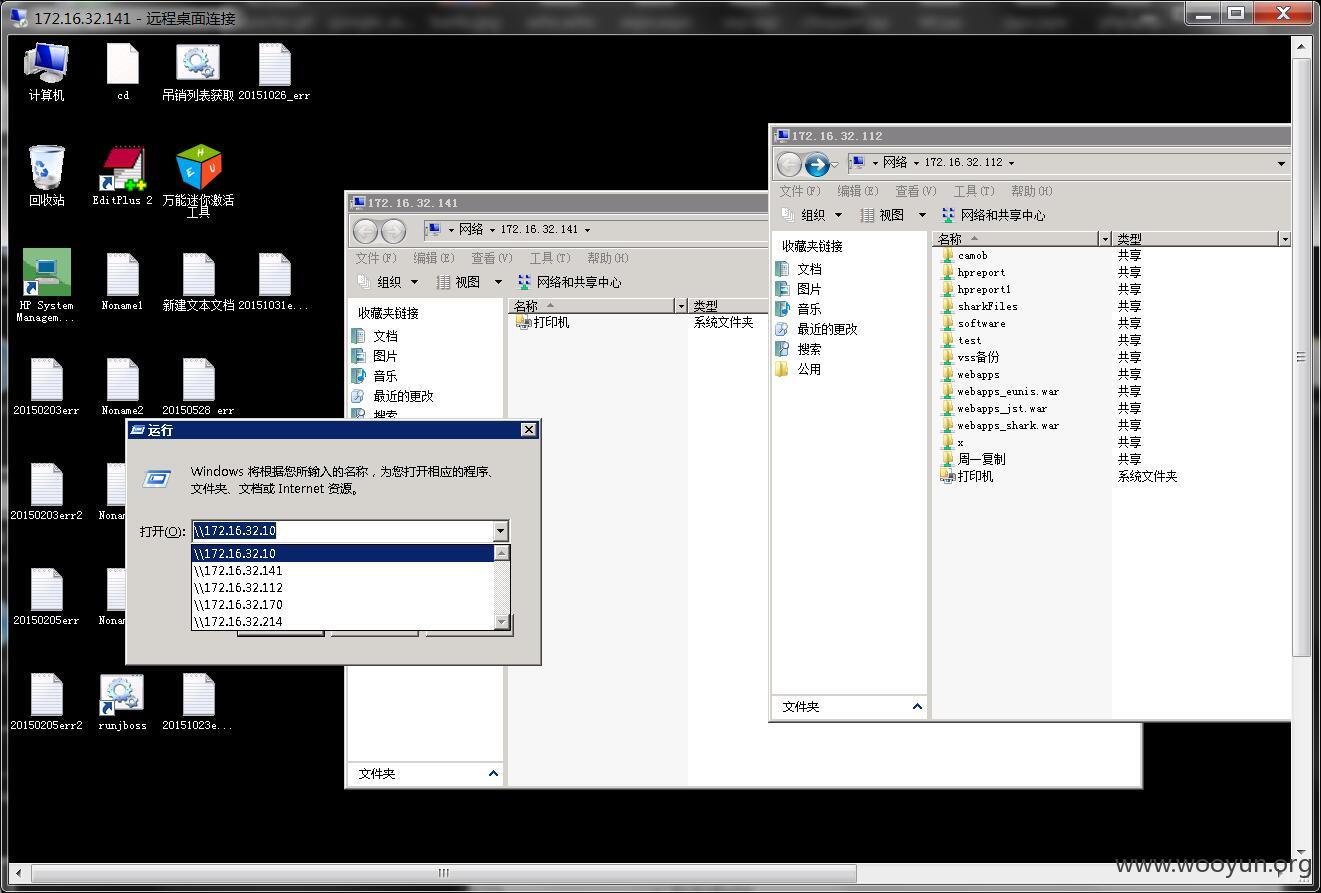 172.16.32.141 - 远程桌面连接
计算机
cd
吊销列表获取
20151026_err
回收站
EditPlus 2
万能迷你激活
工具
HP System
Managem...
Noname1
新建文本文档
20151031e...
20150203err
Noname2
20150528_err
20150203err2
Nonam
20150205err
Nonam
20150205err2
runjboss
20151023e...
172.16.32.141
网络
172.16.32.141
文件(F)
编辑(E)
查看(V)
工具(T)
帮助(H)
组织
视图
网络和共享中心
收藏夹链接
文档
图片
音乐
最近的更改
搜索
文件夹
名称
类型
打印机
系统文件夹
172.16.32.112
网络
172.16.32.112
文件(F)
编辑(E)
查看(V)
工具(T)
帮助(H)
组织
视图
网络和共享中心
收藏夹链接
文档
图片
音乐
最近的更改
搜索
公用
文件夹
名称
类型
camob
共享
hpreport
共享
hpreport1
共享
sharkFiles
共享
software
共享
test
共享
vss备份
共享
webapps
共享
webapps_eunis.war
共享
webapps_jst.war
共享
webapps_shark.war
共享
x
共享
周一复制
共享
打印机
系统文件夹
运行
Windows 将根据您所输入的名称，为您打开相应的程序、
文件夹、文档或 Internet 资源。
打开(O):
\\172.16.32.10
\\172.16.32.10
\\172.16.32.141
\\172.16.32.112
\\172.16.32.170
\\172.16.32.214
www.wooyun.org